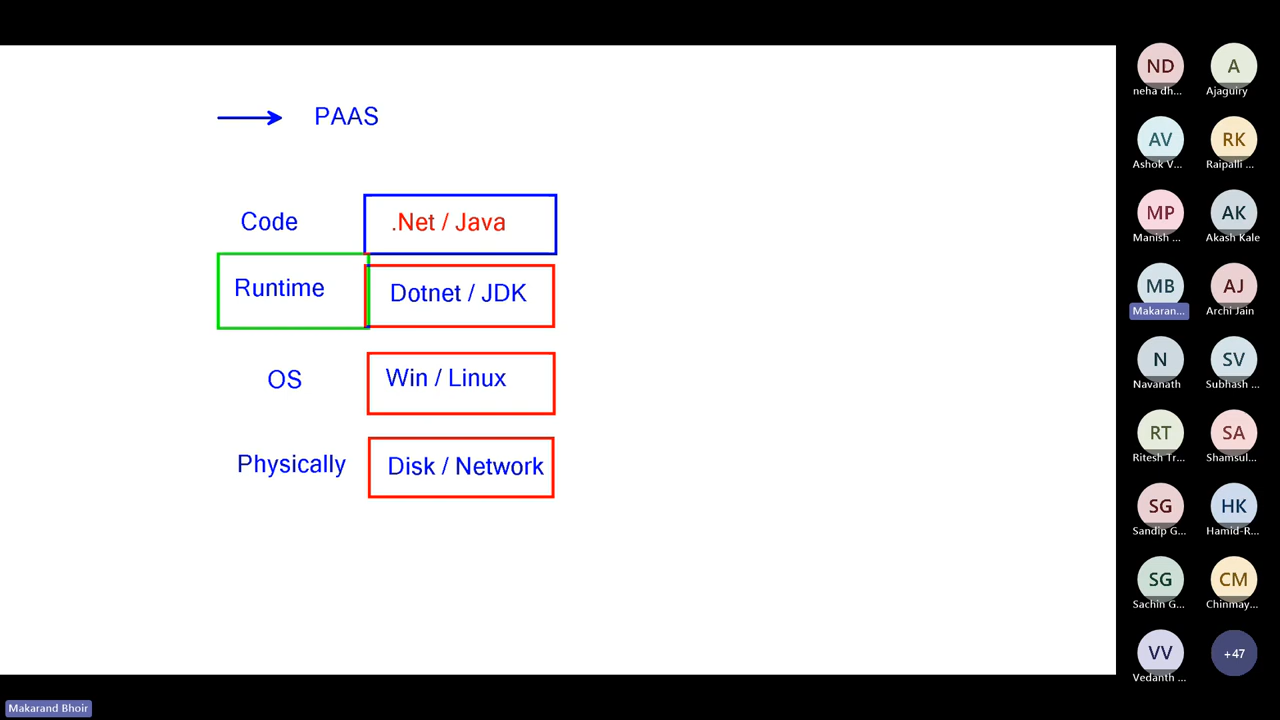 PAAS
Code .Net / Java
Runtime Dotnet / JDK
OS Win / Linux
Physically Disk / Network
ND A
neha dh... Ajaguiry
AV RK
Ashok V... Raipalli ...
MP AK
Manish ... Akash Kale
MB AJ
Makaran... Archi Jain
N SV
Navanath Subhash ...
RT SA
Ritesh Tr... Shamsul...
SG HK
Sandip G... Hamid-R...
SG CM
Sachin G... Chinmay...
VV +47
Vedanth ...
Makarand Bhoir